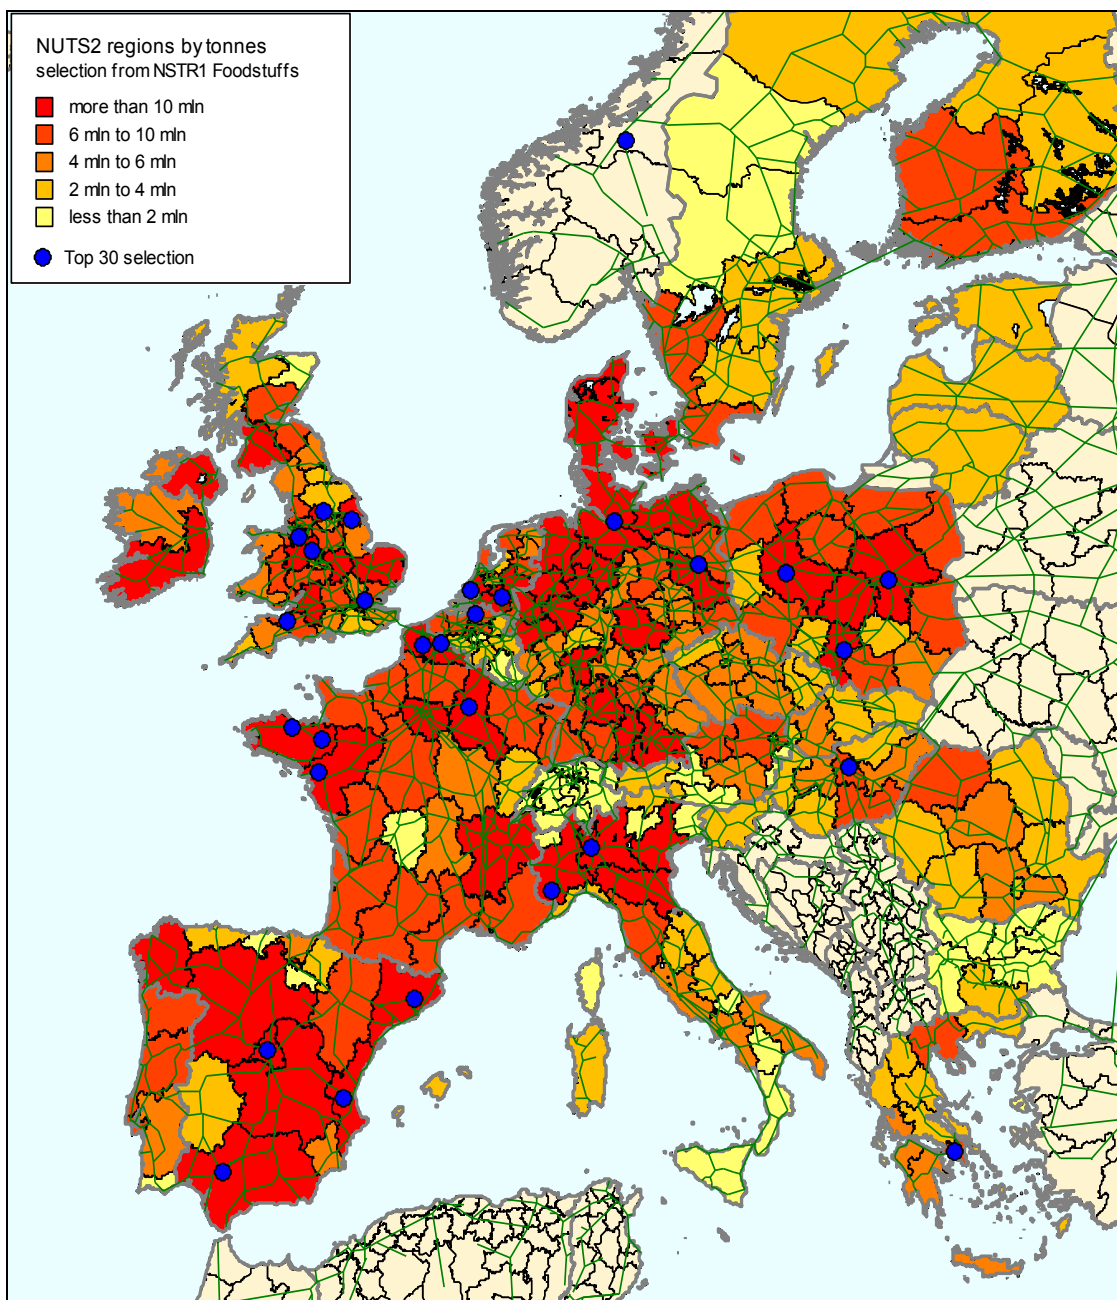 NUTS2 regions by tonnes
selection from NSTR1 Foodstuffs
more than 10 mln
6 mln to 10 mln
4 mln to 6 mln
2 mln to 4 mln
less than 2 mln
Top 30 selection